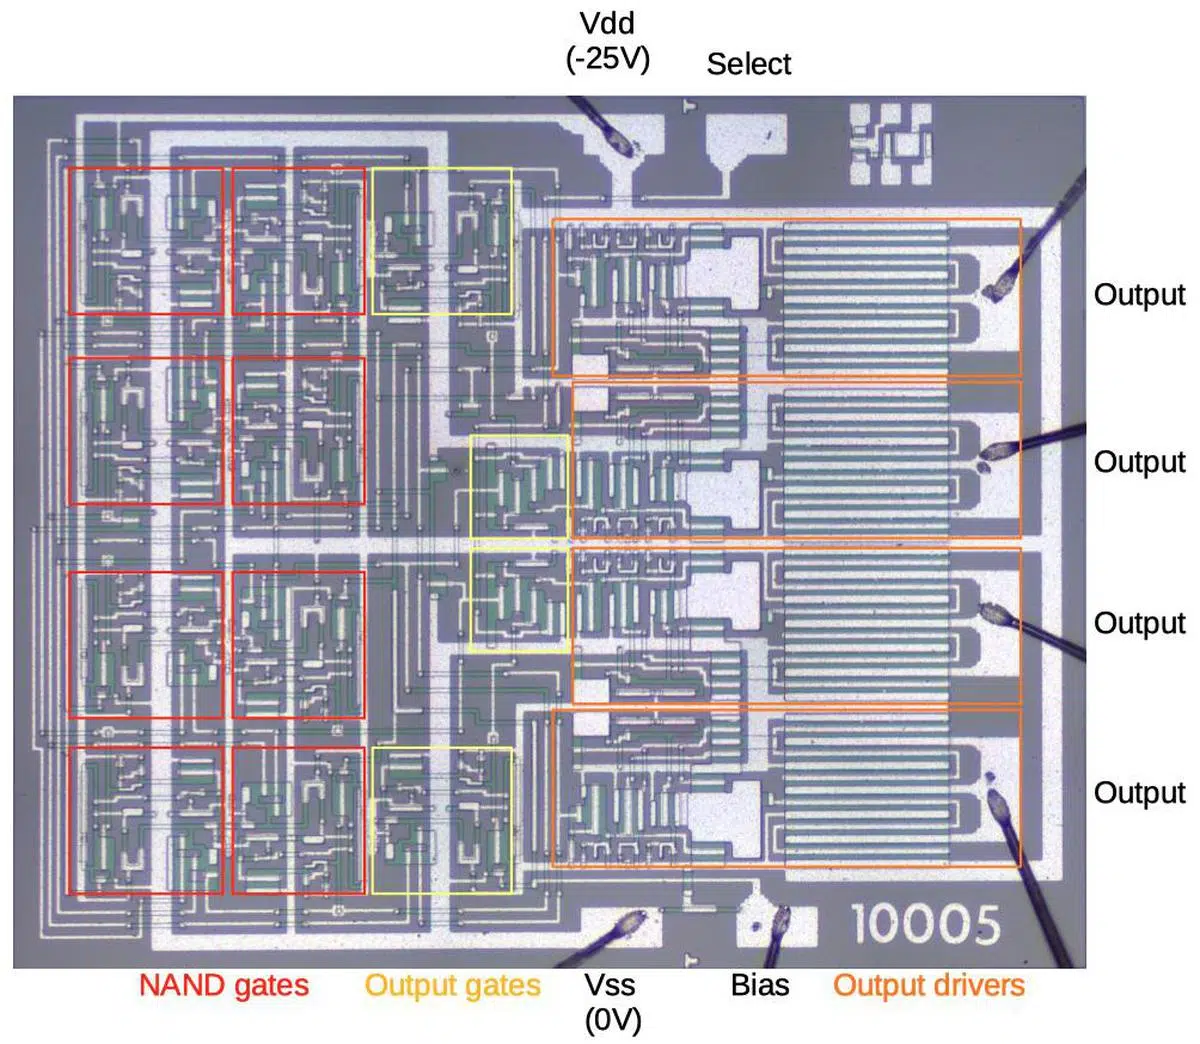 Vdd
(-25V)
Select
Output
Output
Output
Output
10005
NAND gates
Output gates
Vss
(0V)
Bias
Output drivers